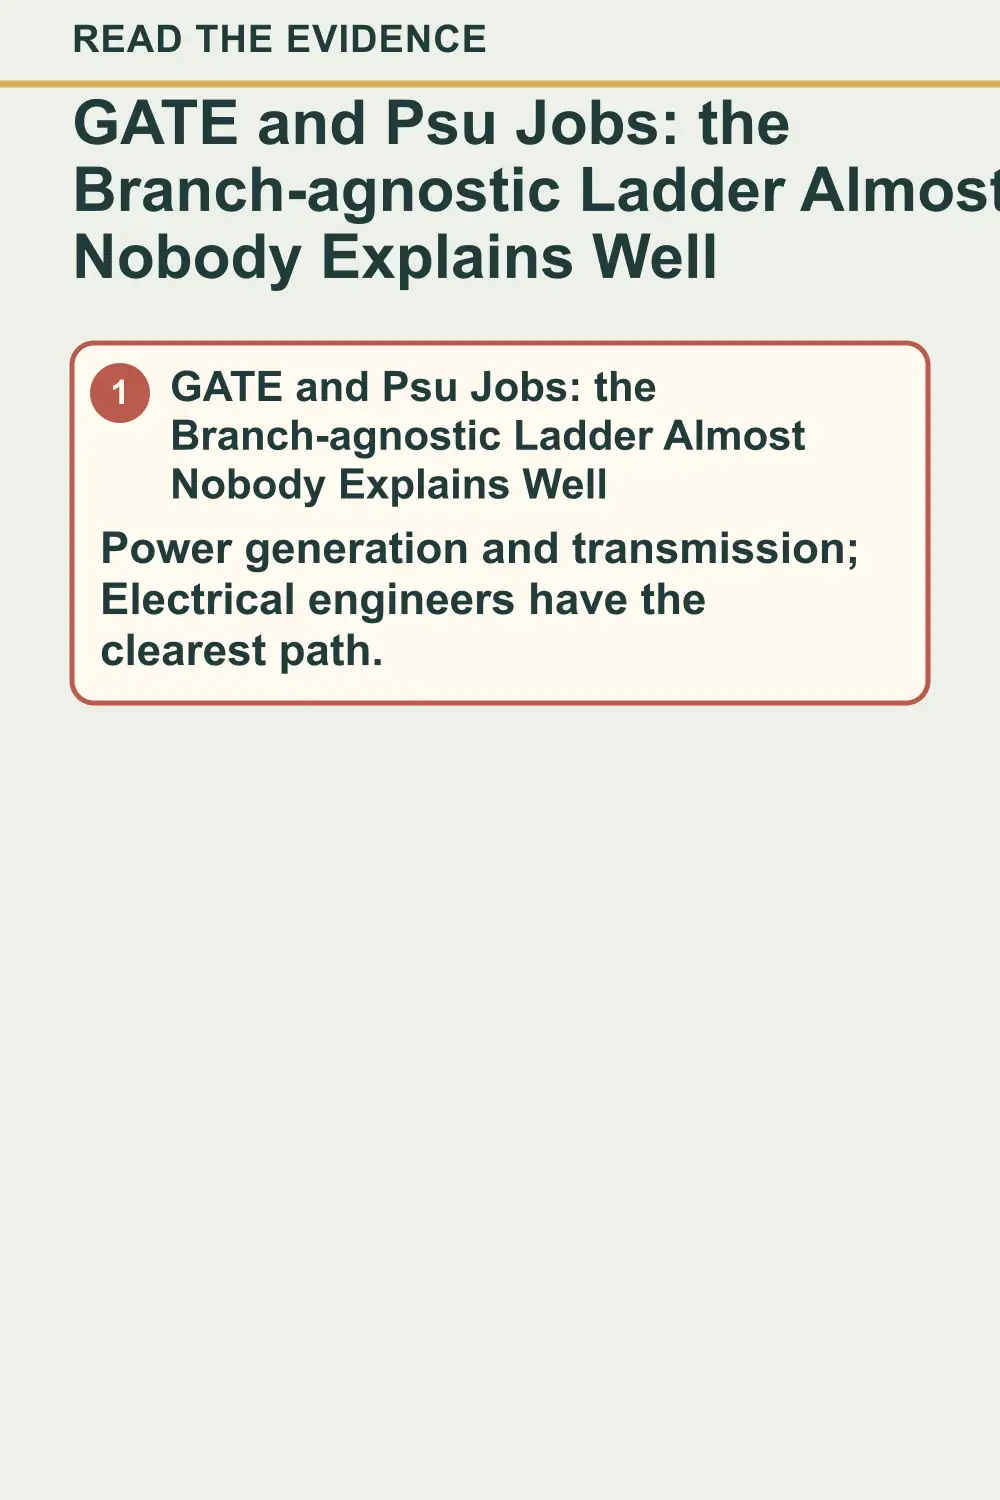 READ THE EVIDENCE
GATE and Psu Jobs: the
Branch-agnostic Ladder Almost
Nobody Explains Well
1
GATE and Psu Jobs: the
Branch-agnostic Ladder Almost
Nobody Explains Well
Power generation and transmission;
Electrical engineers have the
clearest path.